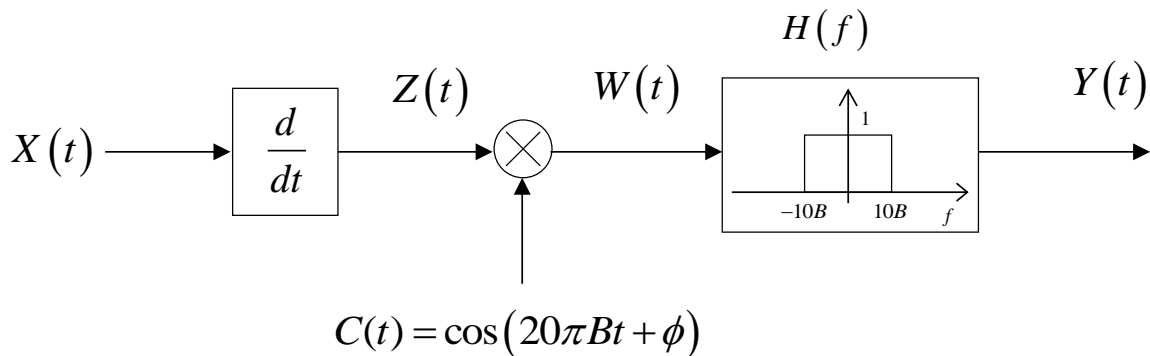 H(f)
Z(t)
W(t)
Y(t)
X(t)
d
dt
1
−10B
10B
f
C(t) = cos(20πBt + ϕ)